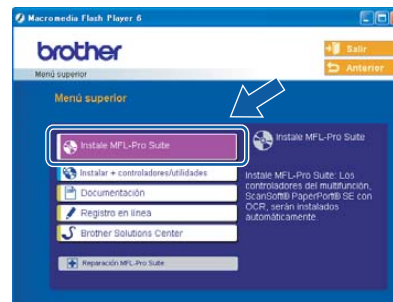 Macromedia Flash Player 6
brother
Salir
Menú superior
Anterior
Menú superior
Instale MFL-Pro Suite
Instalar + controladores/utilidades
Documentación
Registro en línea
Brother Solutions Center
Reparación MFL-Pro Suite
Instale MFL-Pro Suite
Instale MFL-Pro Suite: Los
controladores del multifunción,
ScanSoft® PaperPort® SE con
OCR, serán instalados
automáticamente.